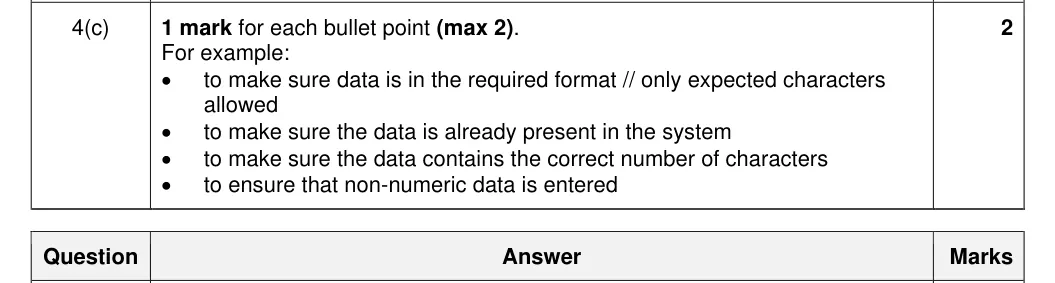 4(c) 1 mark for each bullet point (max 2). 2
For example:
• to make sure data is in the required format // only expected characters
allowed
• to make sure the data is already present in the system
• to make sure the data contains the correct number of characters
• to ensure that non-numeric data is entered
Question Answer Marks